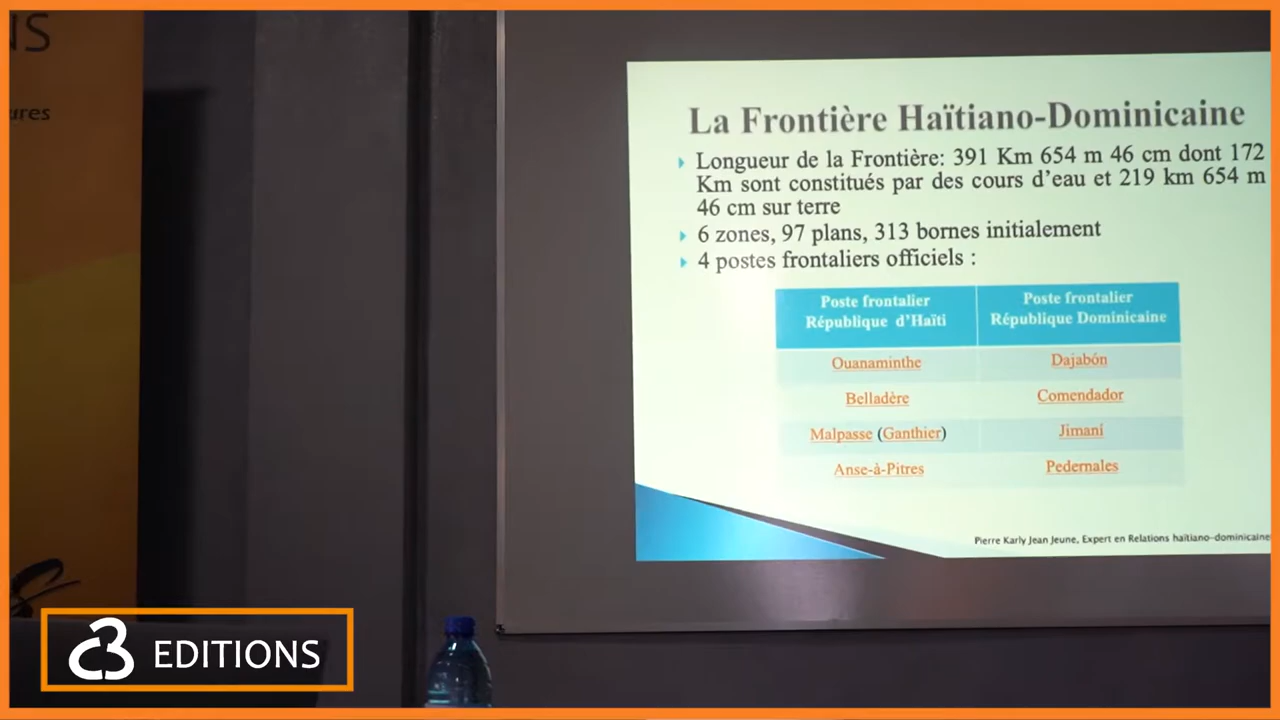 La Frontière Haïtiano-Dominicaine
Longueur de la Frontière: 391 Km 654 m 46 cm dont 172
Km sont constitués par des cours d'eau et 219 km 654 m
46 cm sur terre
6 zones, 97 plans, 313 bornes initialement
4 postes frontaliers officiels :
Poste frontalier
République d'Haïti
Poste frontalier
République Dominicaine
Ouanaminthe
Dajabón
Belladère
Comendador
Malpasse (Ganthier)
Jimaní
Anse-à-Pitres
Pedernales
Pierre Karly Jean Jeune, Expert en Relations haïtiano-dominicaine
C3 EDITIONS